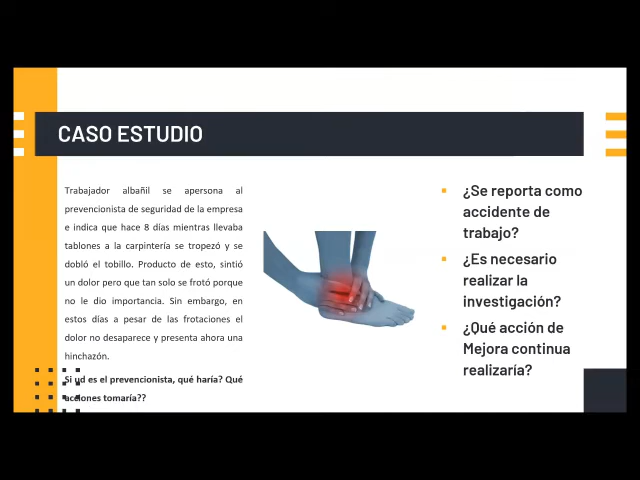 CASO ESTUDIO
Trabajador albañil se apersona al
prevencionista de seguridad de la empresa
e indica que hace 8 días mientras llevaba
tablones a la carpintería se tropezó y se
dobló el tobillo. Producto de esto, sintió
un dolor pero que tan solo se frotó porque
no le dio importancia. Sin embargo, en
estos días a pesar de las frotaciones el
dolor no desaparece y presenta ahora una
hinchazón.
Si ud es el prevencionista, qué haría? Qué
acciones tomaría??
¿Se reporta como
accidente de
trabajo?
¿Es necesario
realizar la
investigación?
¿Qué acción de
Mejora continua
realizaría?